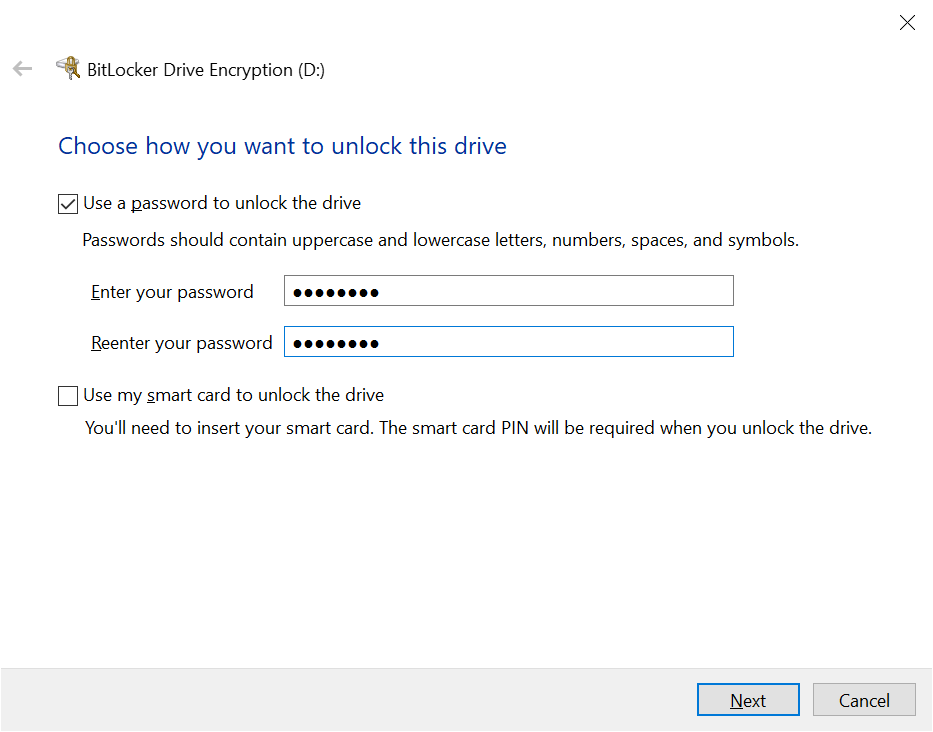 BitLocker Drive Encryption (D:)
Choose how you want to unlock this drive
Use a password to unlock the drive
Passwords should contain uppercase and lowercase letters, numbers, spaces, and symbols.
Enter your password ●●●●●●●●
Reenter your password ●●●●●●●●
Use my smart card to unlock the drive
You'll need to insert your smart card. The smart card PIN will be required when you unlock the drive.
Next Cancel